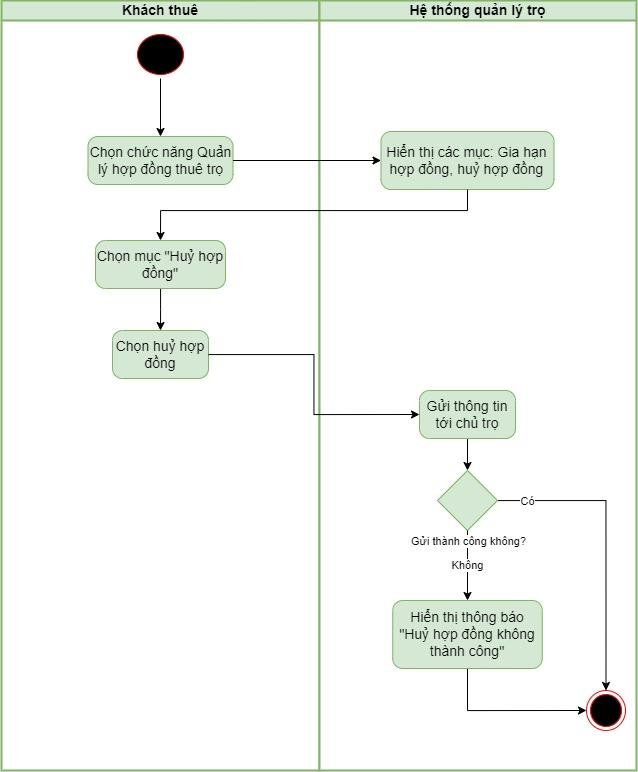 Khách thuê
Hệ thống quản lý trọ
Chọn chức năng Quản
lý hợp đồng thuê trọ
Hiển thị các mục: Gia hạn
hợp đồng, huỷ hợp đồng
Chọn mục "Huỷ hợp
đồng"
Chọn huỷ hợp
đồng
Gửi thông tin
tới chủ trọ
Có
Gửi thành công không?
Không
Hiển thị thông báo
"Huỷ hợp đồng không
thành công"